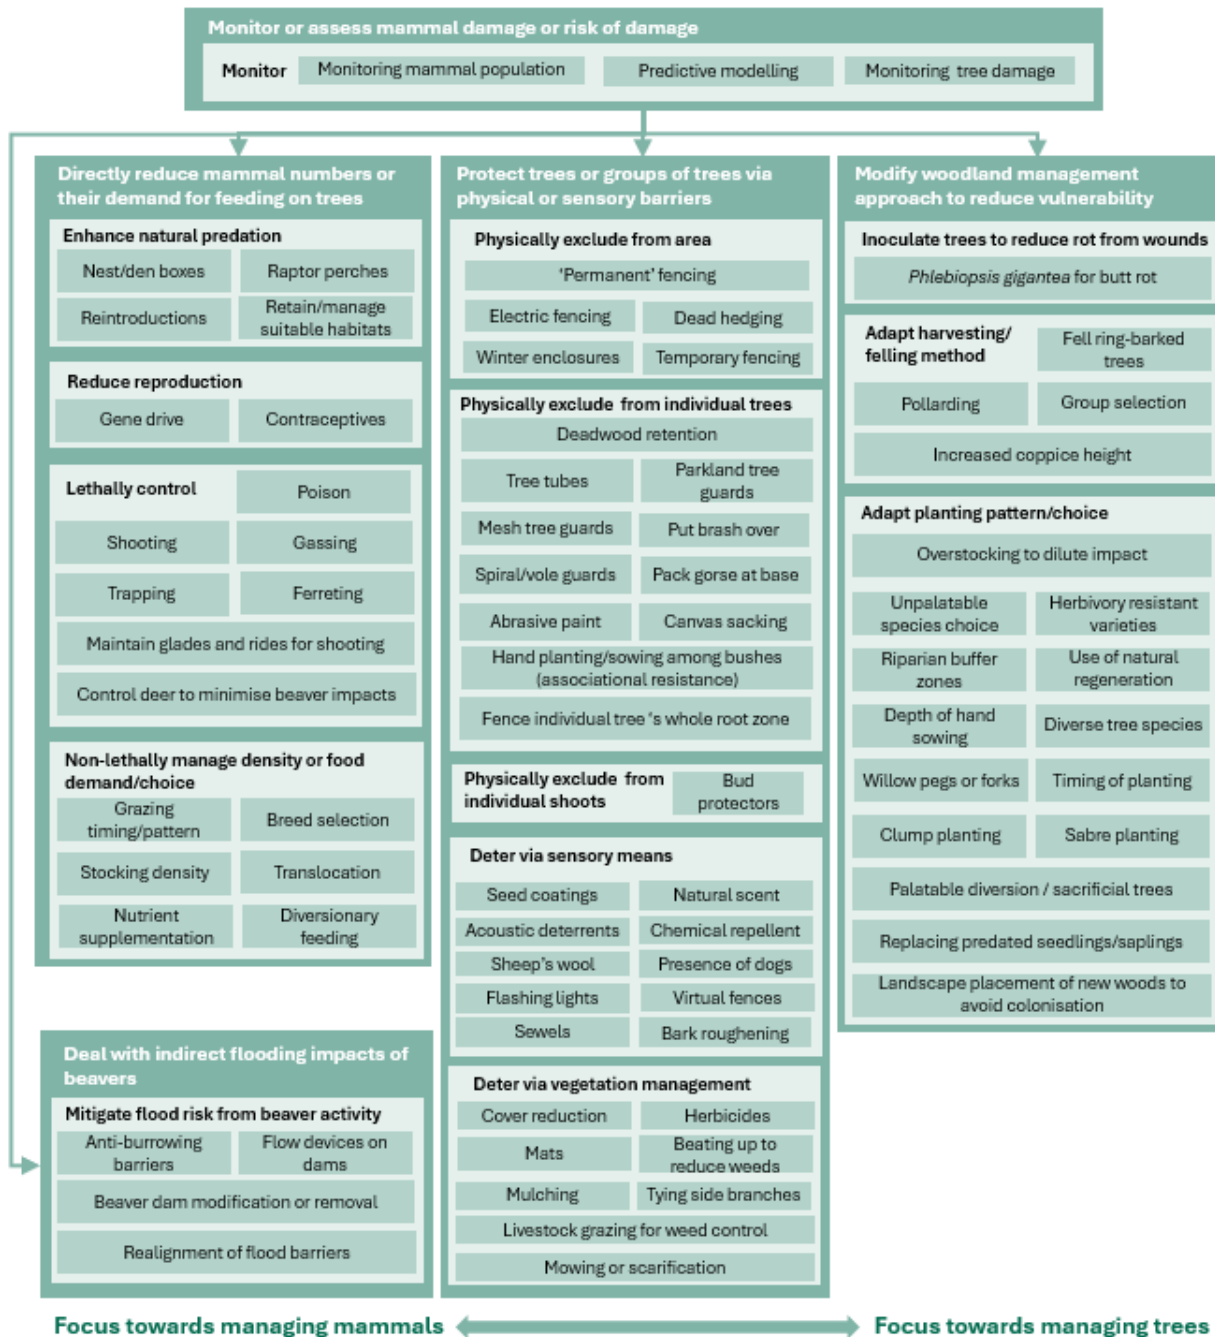 Monitor or assess mammal damage or risk of damage
Monitor
Monitoring mammal population
Predictive modelling
Monitoring tree damage
Directly reduce mammal numbers or
their demand for feeding on trees
Enhance natural predation
Nest/den boxes
Raptor perches
Reintroductions
Retain/manage
suitable habitats
Reduce reproduction
Gene drive
Contraceptives
Lethally control
Poison
Shooting
Gassing
Trapping
Ferreting
Maintain glades and rides for shooting
Control deer to minimise beaver impacts
Non-lethally manage density or food
demand/choice
Grazing
timing/pattern
Breed selection
Stocking density
Translocation
Nutrient
supplementation
Diversionary
feeding
Deal with indirect flooding impacts of
beavers
Mitigate flood risk from beaver activity
Anti-burrowing
barriers
Flow devices on
dams
Beaver dam modification or removal
Realignment of flood barriers
Protect trees or groups of trees via
physical or sensory barriers
Physically exclude from area
‘Permanent’ fencing
Electric fencing
Dead hedging
Winter enclosures
Temporary fencing
Physically exclude from individual trees
Deadwood retention
Tree tubes
Parkland tree
guards
Mesh tree guards
Put brash over
Spiral/vole guards
Pack gorse at base
Abrasive paint
Canvas sacking
Hand planting/sowing among bushes
(associational resistance)
Fence individual tree ‘s whole root zone
Physically exclude from
individual shoots
Bud
protectors
Deter via sensory means
Seed coatings
Natural scent
Acoustic deterrents
Chemical repellent
Sheep’s wool
Presence of dogs
Flashing lights
Virtual fences
Sewels
Bark roughening
Deter via vegetation management
Cover reduction
Herbicides
Mats
Beating up to
reduce weeds
Mulching
Tying side branches
Livestock grazing for weed control
Mowing or scarification
Modify woodland management
approach to reduce vulnerability
Inoculate trees to reduce rot from wounds
Phlebiopsis gigantea for butt rot
Adapt harvesting/
felling method
Fell ring-barked
trees
Pollarding
Group selection
Increased coppice height
Adapt planting pattern/choice
Overstocking to dilute impact
Unpalatable
species choice
Herbivory resistant
varieties
Riparian buffer
zones
Use of natural
regeneration
Depth of hand
sowing
Diverse tree species
Willow pegs or forks
Timing of planting
Clump planting
Sabre planting
Palatable diversion / sacrificial trees
Replacing predated seedlings/saplings
Landscape placement of new woods to
avoid colonisation
Focus towards managing mammals
Focus towards managing trees